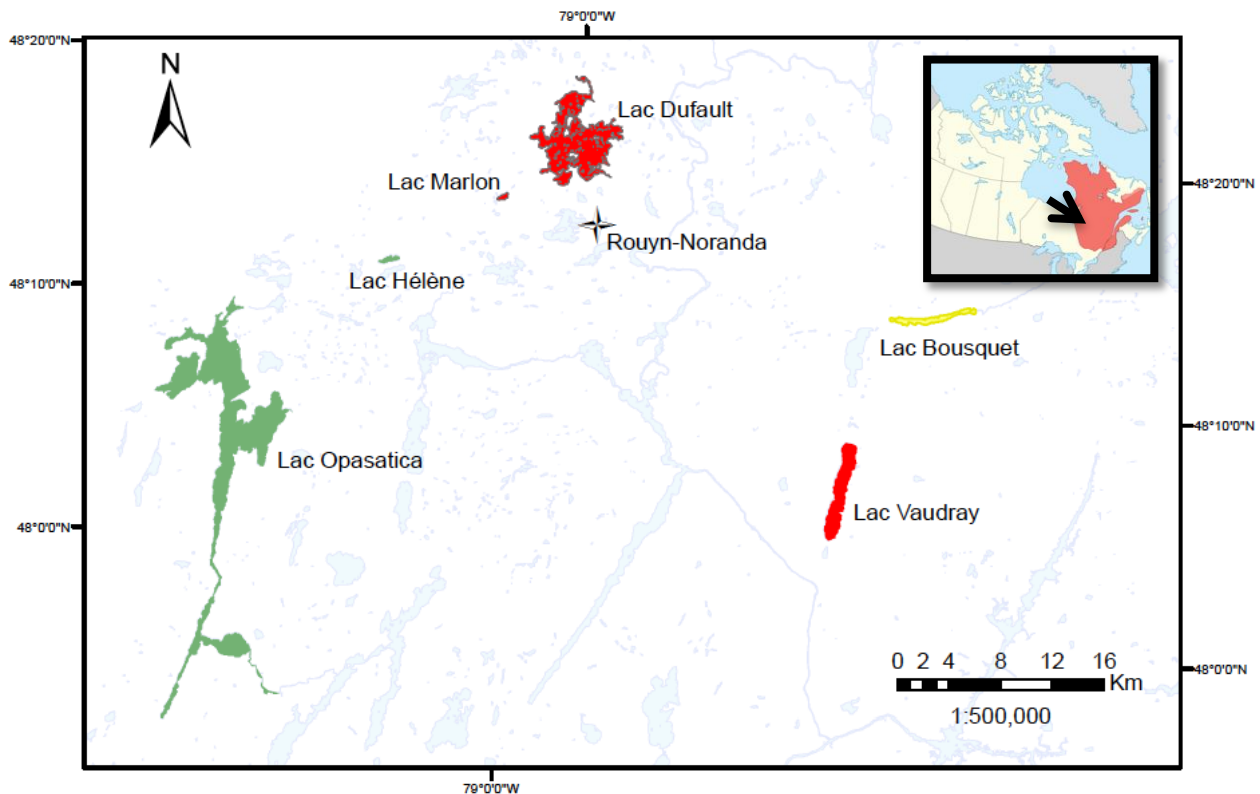 79°0'0"W
48°20'0"N
N
Lac Dufault
Lac Marlon
48°20'0"N
Rouyn-Noranda
Lac Hélène
48°10'0"N
Lac Bousquet
48°10'0"N
Lac Opasatica
Lac Vaudray
48°0'0"N
0 2 4 8 12 16
Km
48°0'0"N
1:500,000
79°0'0"W